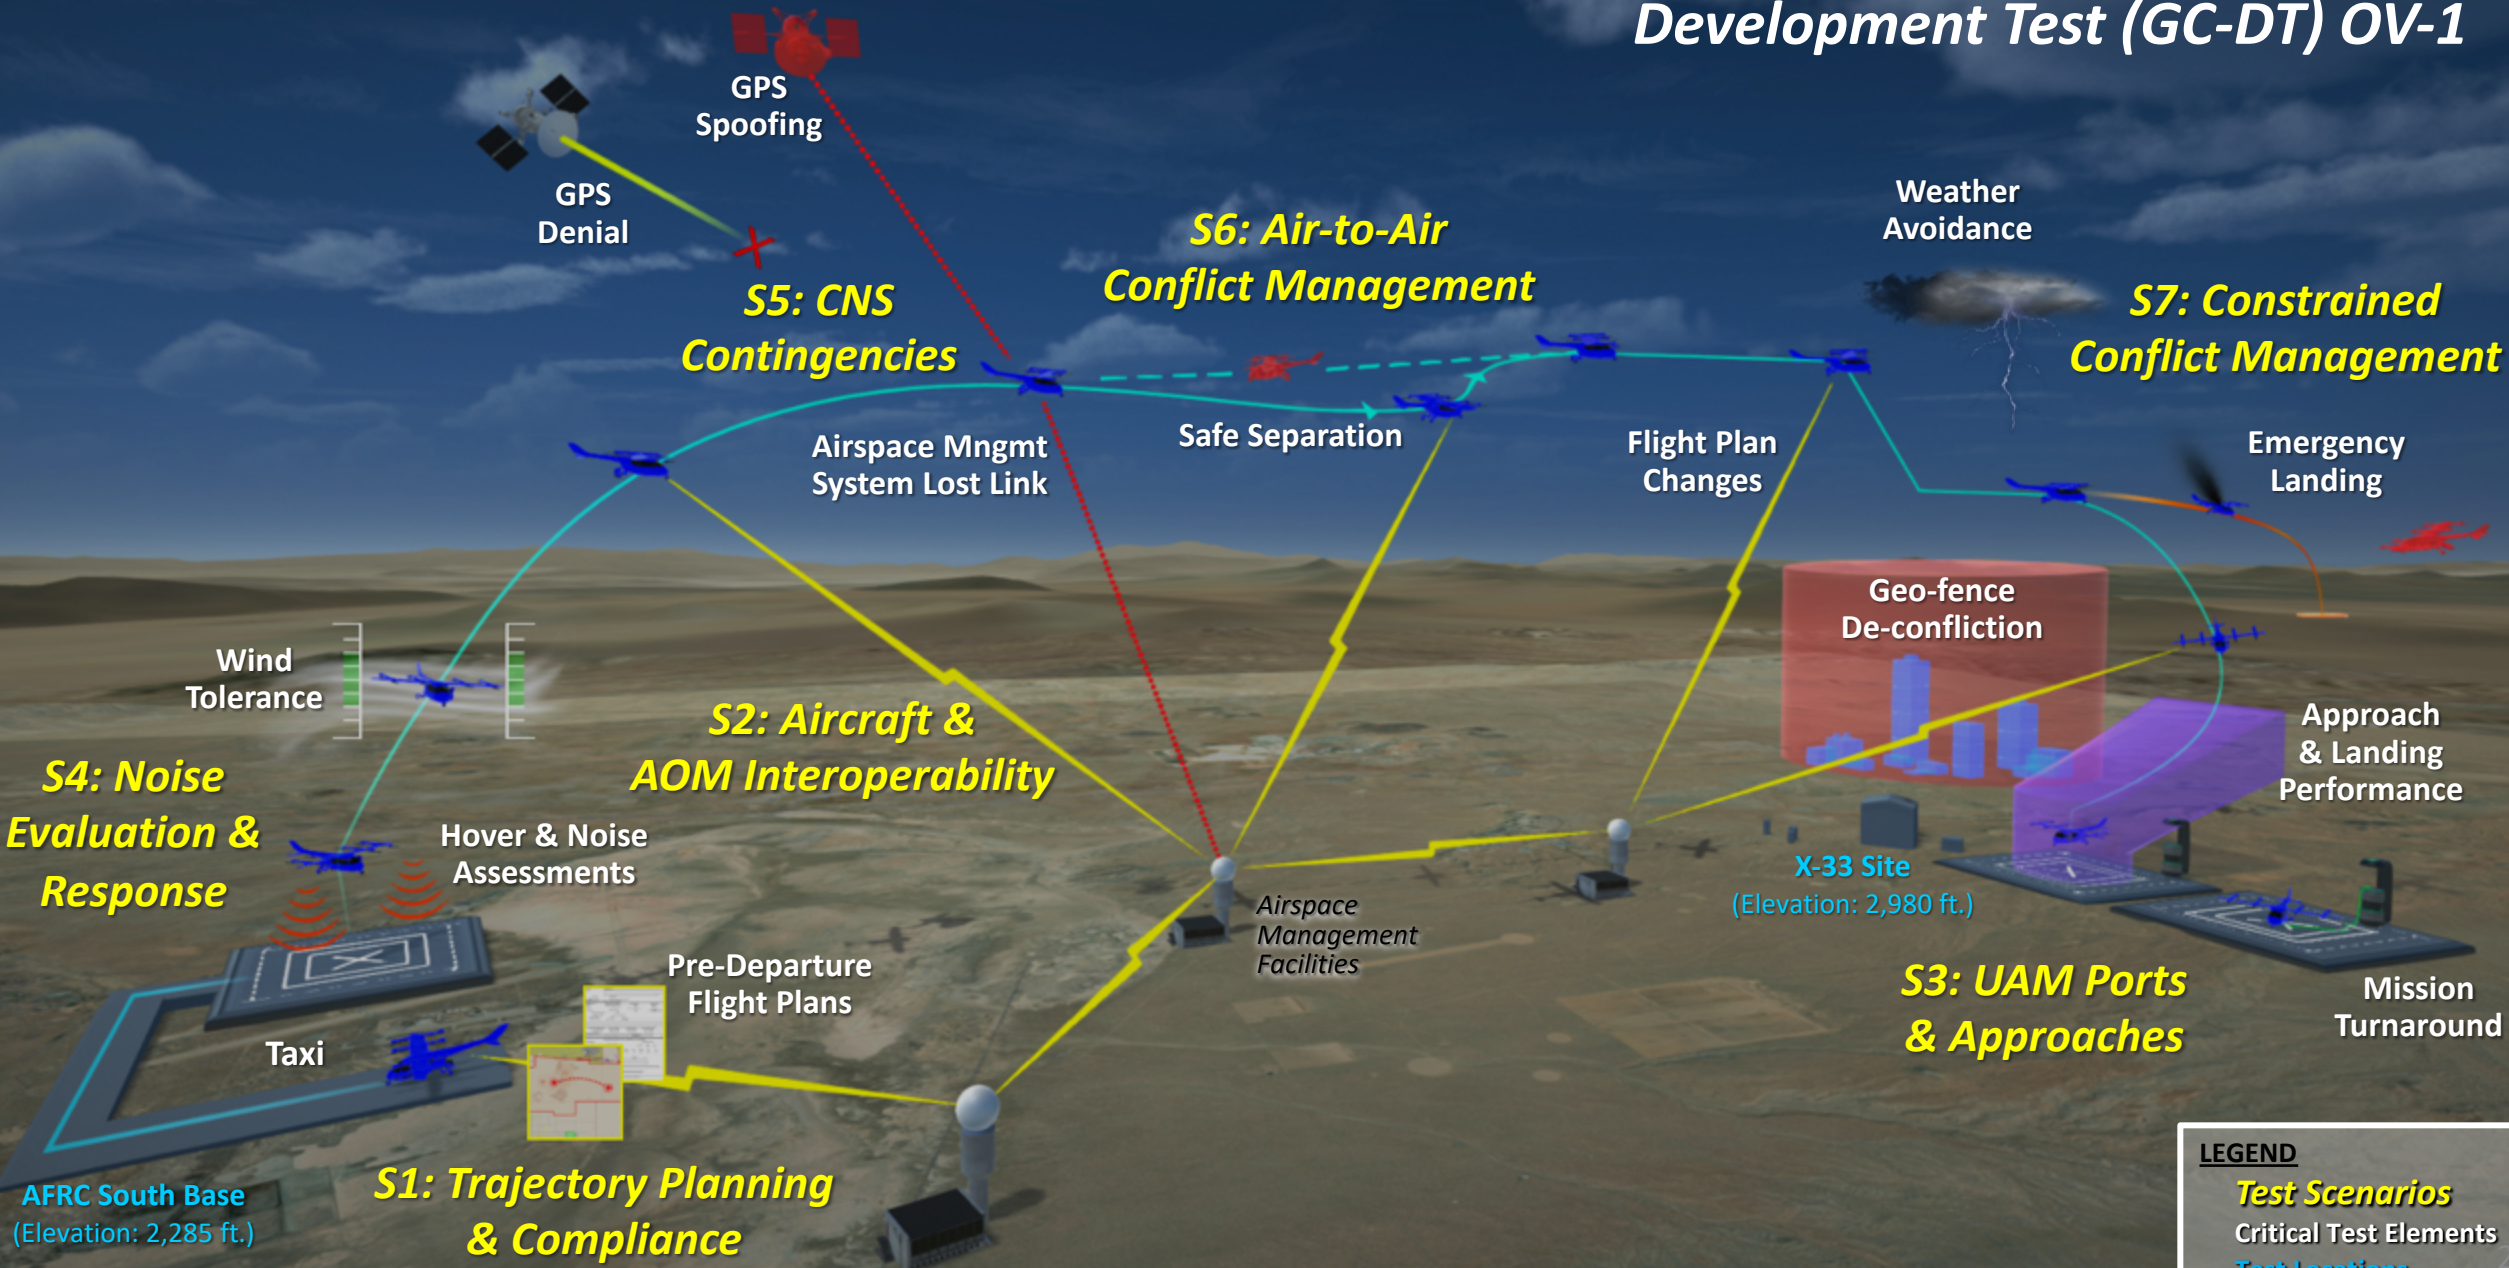 Development Test (GC-DT) OV-1
GPS
Spoofing
GPS
Denial
Weather
Avoidance
S6: Air-to-Air
Conflict Management
S5: CNS
Contingencies
S7: Constrained
Conflict Management
Airspace Mngmt
System Lost Link
Safe Separation
Flight Plan
Changes
Emergency
Landing
Geo-fence
De-confliction
Wind
Tolerance
S2: Aircraft &
AOM Interoperability
Approach
& Landing
Performance
S4: Noise
Evaluation &
Response
Hover & Noise
Assessments
X-33 Site
(Elevation: 2,980 ft.)
Airspace
Management
Facilities
Pre-Departure
Flight Plans
S3: UAM Ports
& Approaches
Mission
Turnaround
Taxi
S1: Trajectory Planning
& Compliance
AFRC South Base
(Elevation: 2,285 ft.)
LEGEND
Test Scenarios
Critical Test Elements
Test Locations